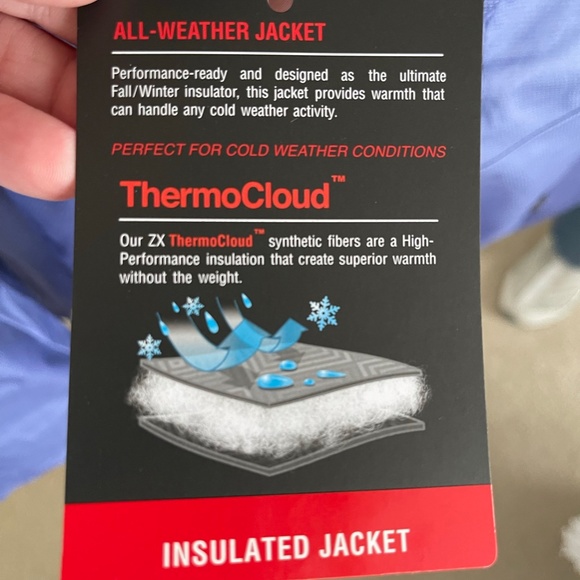 ALL-WEATHER JACKET
Performance-ready and designed as the ultimate
Fall/Winter insulator, this jacket provides warmth that
can handle any cold weather activity.
PERFECT FOR COLD WEATHER CONDITIONS
ThermoCloud™
Our ZX ThermoCloud™ synthetic fibers are a High-
Performance insulation that create superior warmth
without the weight.
INSULATED JACKET